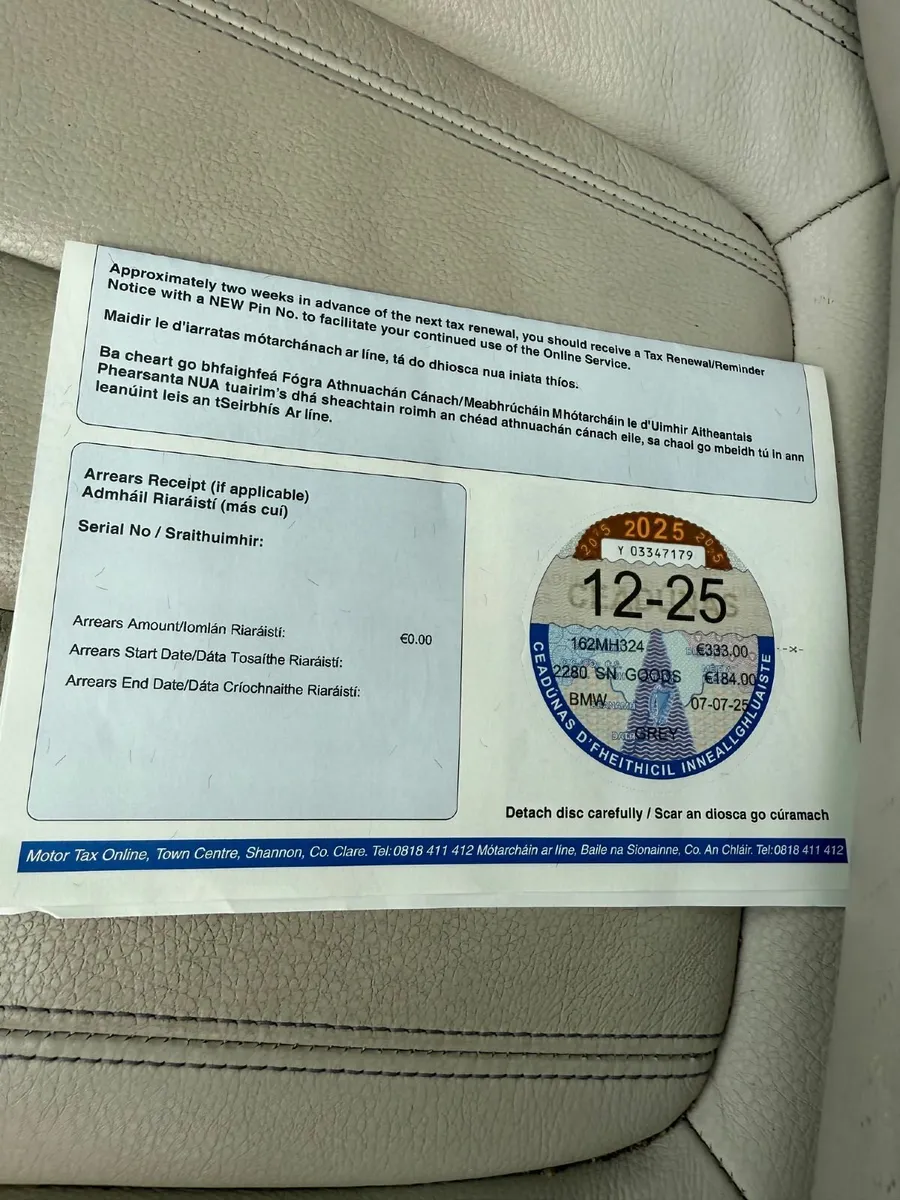 Approximately two weeks in advance of the next tax renewal, you should receive a Tax Renewal/Reminder
Notice with a NEW Pin No. to facilitate your continued use of the Online Service.
Maidir le d'iarratas mótarchánach ar líne, tá do dhiosca nua iniata thíos.
Ba cheart go bhfaighfeá Fógra Athnuachán Cánach/Meabhrúcháin Mhótarcháin le d'Uimhir Aitheantais
Phearsanta NUA tuairim's dhá sheachtain roimh an chéad athnuachán cánach eile, sa chaoi go mbeidh tú in ann
leanúint leis an tSeirbhís Ar líne.
Arrears Receipt (if applicable)
Admháil Riaráistí (más cuí)
Serial No / Sraithuimhir:
Arrears Amount/Iomlán Riaráistí: €0.00
Arrears Start Date/Dáta Tosaithe Riaráistí:
Arrears End Date/Dáta Críochnaithe Riaráistí:
2025 2025 2025
Y 03347179
12-25
162MH324 €333.00
2280 SN GOODS €184.00
BMW 07-07-25
GREY
CEADÚNAS D'FHEITHICIL INNEALLGHLUAISTE
Detach disc carefully / Scar an diosca go cúramach
Motor Tax Online, Town Centre, Shannon, Co. Clare. Tel:0818 411 412 Mótarcháin ar líne, Baile na Sionainne, Co. An Chláir. Tel:0818 411 412